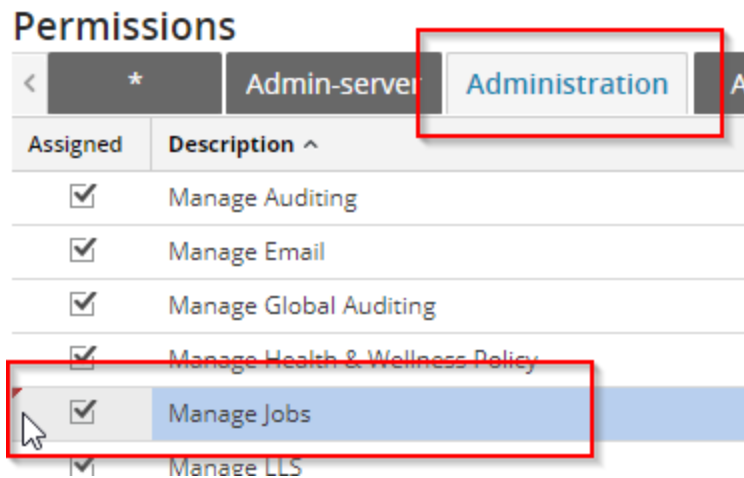 Permissions
* Admin-server Administration A
Assigned Description
Manage Auditing
Manage Email
Manage Global Auditing
Manage Health & Wellness Policy
Manage Jobs
Manage LLS